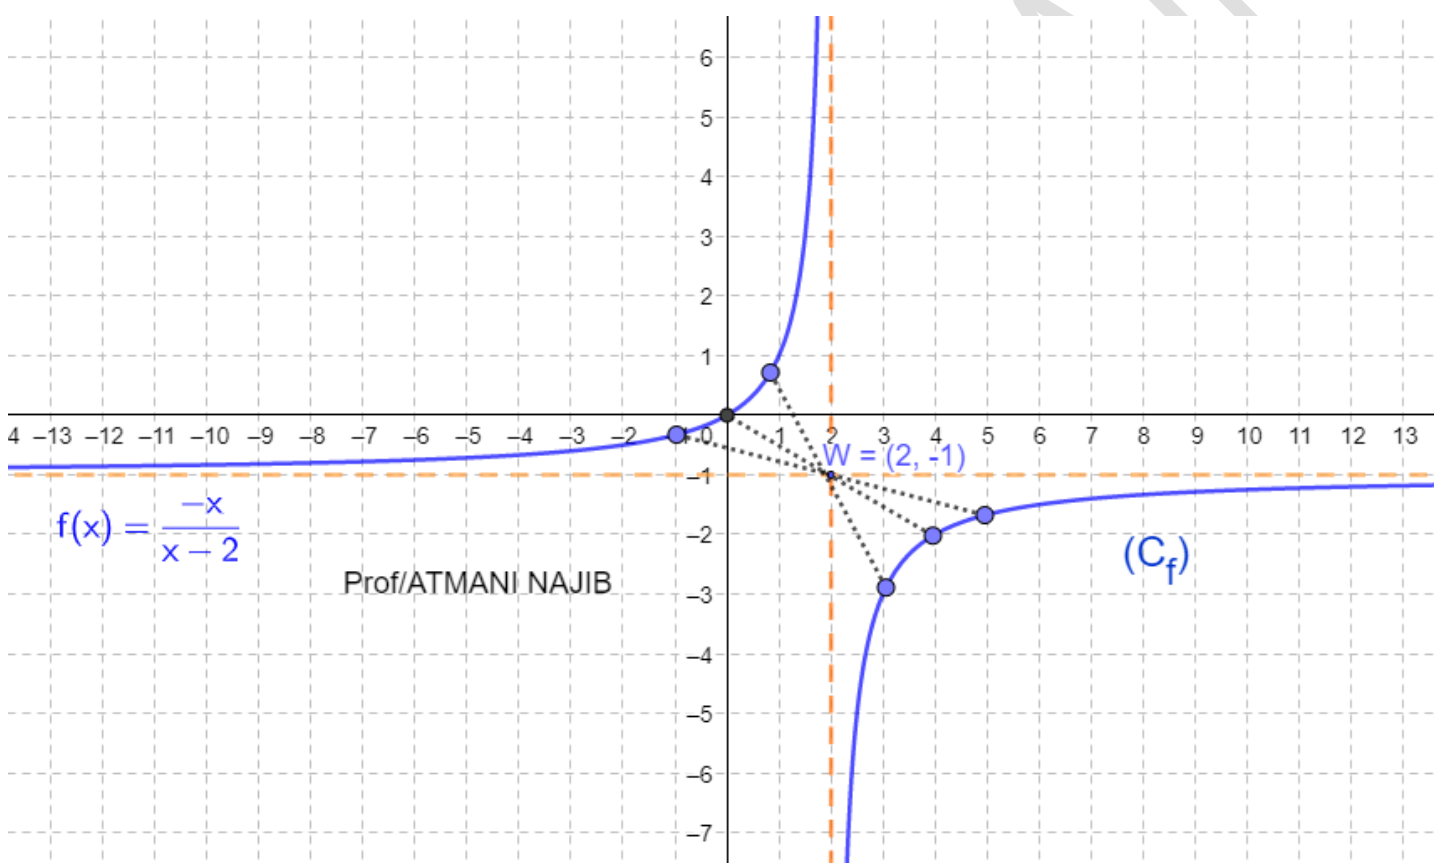 6
5
4
3
2
1
4 –13 –12 –11 –10 –9 –8 –7 –6 –5 –4 –3 –2 –1 0 2 3 4 5 6 7 8 9 10 11 12 13
W = (2, -1)
–1
f(x) = -x / x – 2
–2
(C_f)
Prof/ATMANI NAJIB
–3
–4
–5
–6
–7